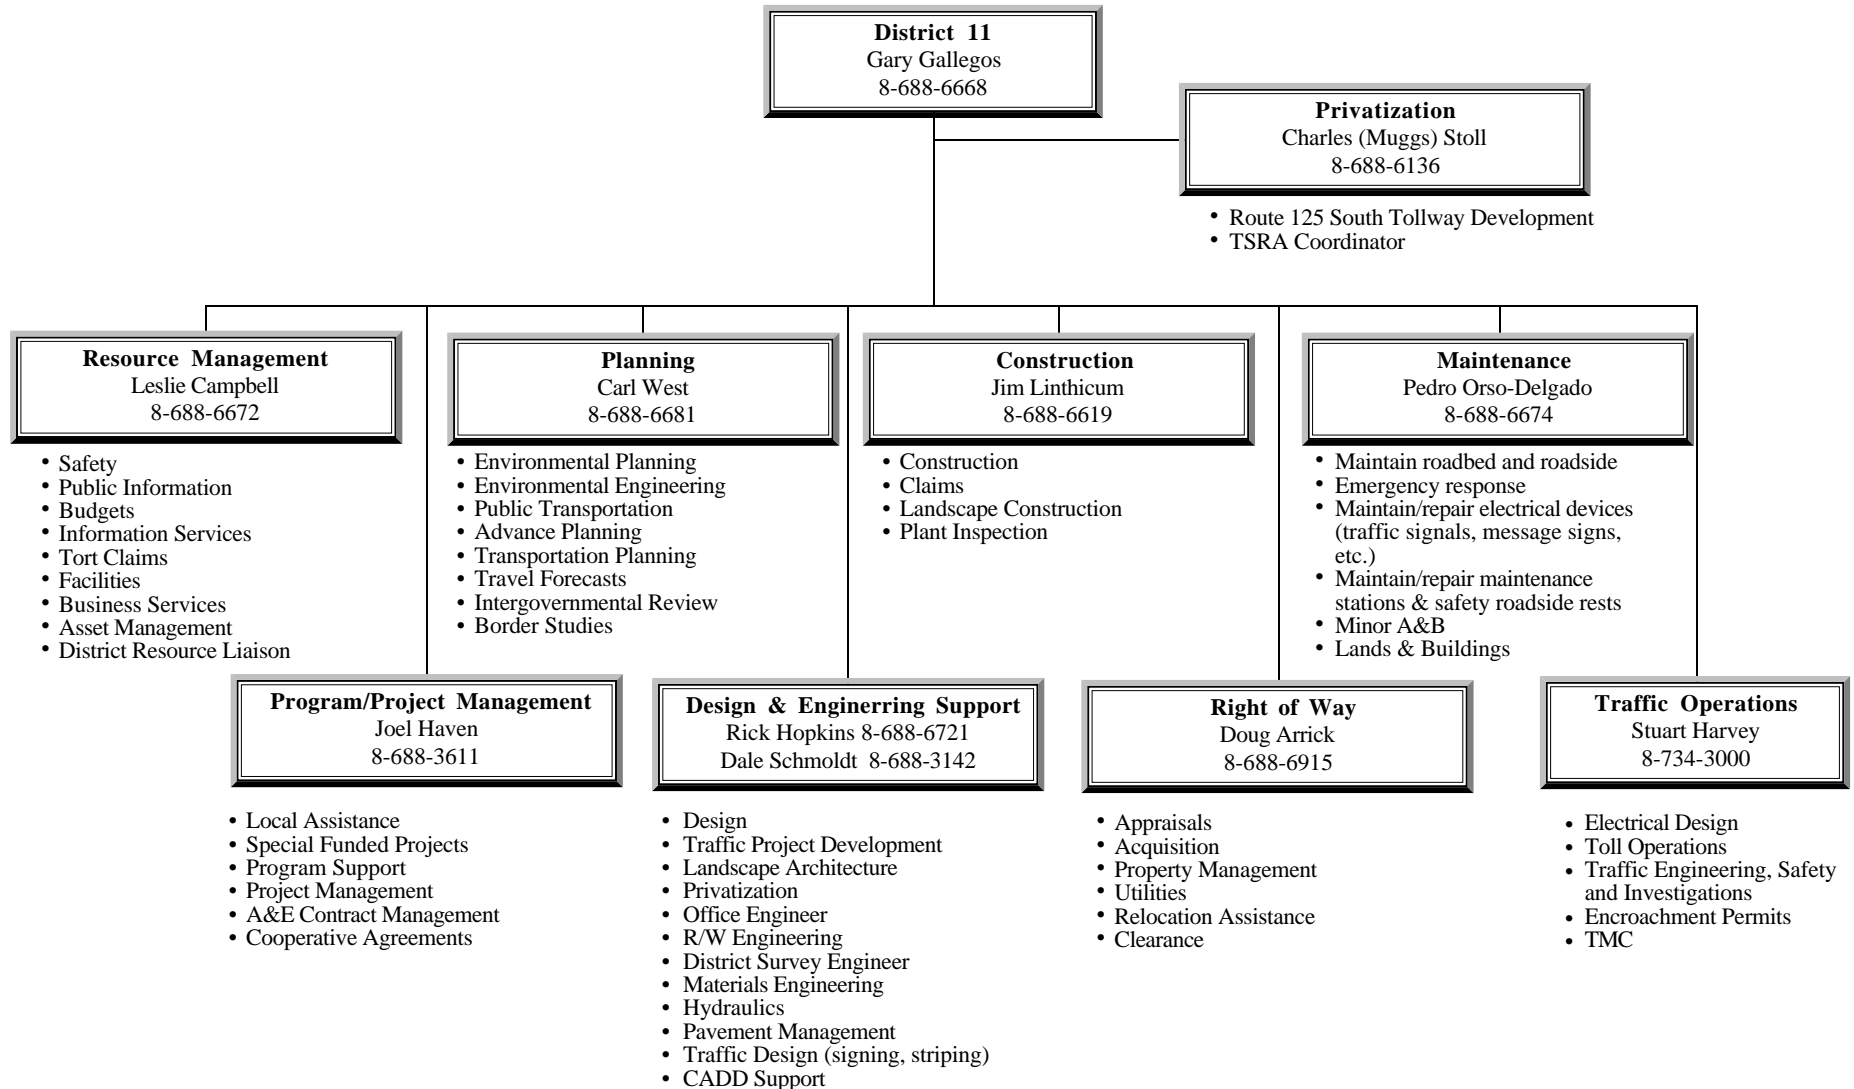 District 11
Gary Gallegos
8-688-6668
Privatization
Charles (Muggs) Stoll
8-688-6136
• Route 125 South Tollway Development
• TSRA Coordinator
Resource Management
Leslie Campbell
8-688-6672
• Safety
• Public Information
• Budgets
• Information Services
• Tort Claims
• Facilities
• Business Services
• Asset Management
• District Resource Liaison
Planning
Carl West
8-688-6681
• Environmental Planning
• Environmental Engineering
• Public Transportation
• Advance Planning
• Transportation Planning
• Travel Forecasts
• Intergovernmental Review
• Border Studies
Construction
Jim Linthicum
8-688-6619
• Construction
• Claims
• Landscape Construction
• Plant Inspection
Maintenance
Pedro Orso-Delgado
8-688-6674
• Maintain roadbed and roadside
• Emergency response
• Maintain/repair electrical devices
(traffic signals, message signs,
etc.)
• Maintain/repair maintenance
stations & safety roadside rests
• Minor A&B
• Lands & Buildings
Program/Project Management
Joel Haven
8-688-3611
• Local Assistance
• Special Funded Projects
• Program Support
• Project Management
• A&E Contract Management
• Cooperative Agreements
Design & Enginerring Support
Rick Hopkins 8-688-6721
Dale Schmoldt 8-688-3142
• Design
• Traffic Project Development
• Landscape Architecture
• Privatization
• Office Engineer
• R/W Engineering
• District Survey Engineer
• Materials Engineering
• Hydraulics
• Pavement Management
• Traffic Design (signing, striping)
• CADD Support
Right of Way
Doug Arrick
8-688-6915
• Appraisals
• Acquisition
• Property Management
• Utilities
• Relocation Assistance
• Clearance
Traffic Operations
Stuart Harvey
8-734-3000
• Electrical Design
• Toll Operations
• Traffic Engineering, Safety
and Investigations
• Encroachment Permits
• TMC